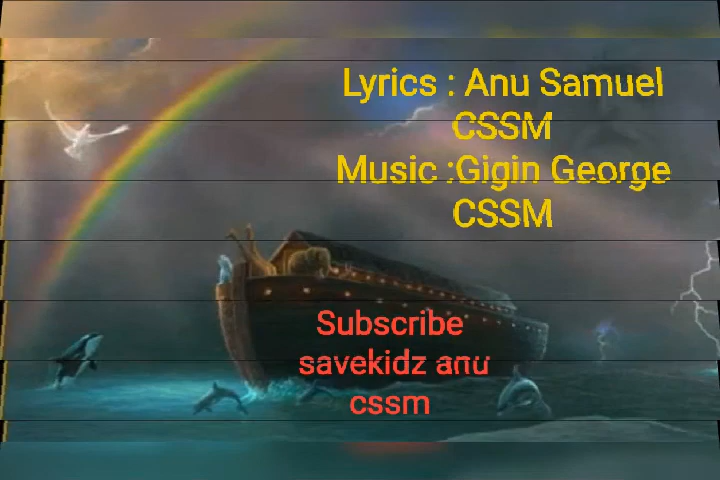 Lyrics : Anu Samuel
CSSM
Music :Gigin George
CSSM
Subscribe
savekidz anu
cssm